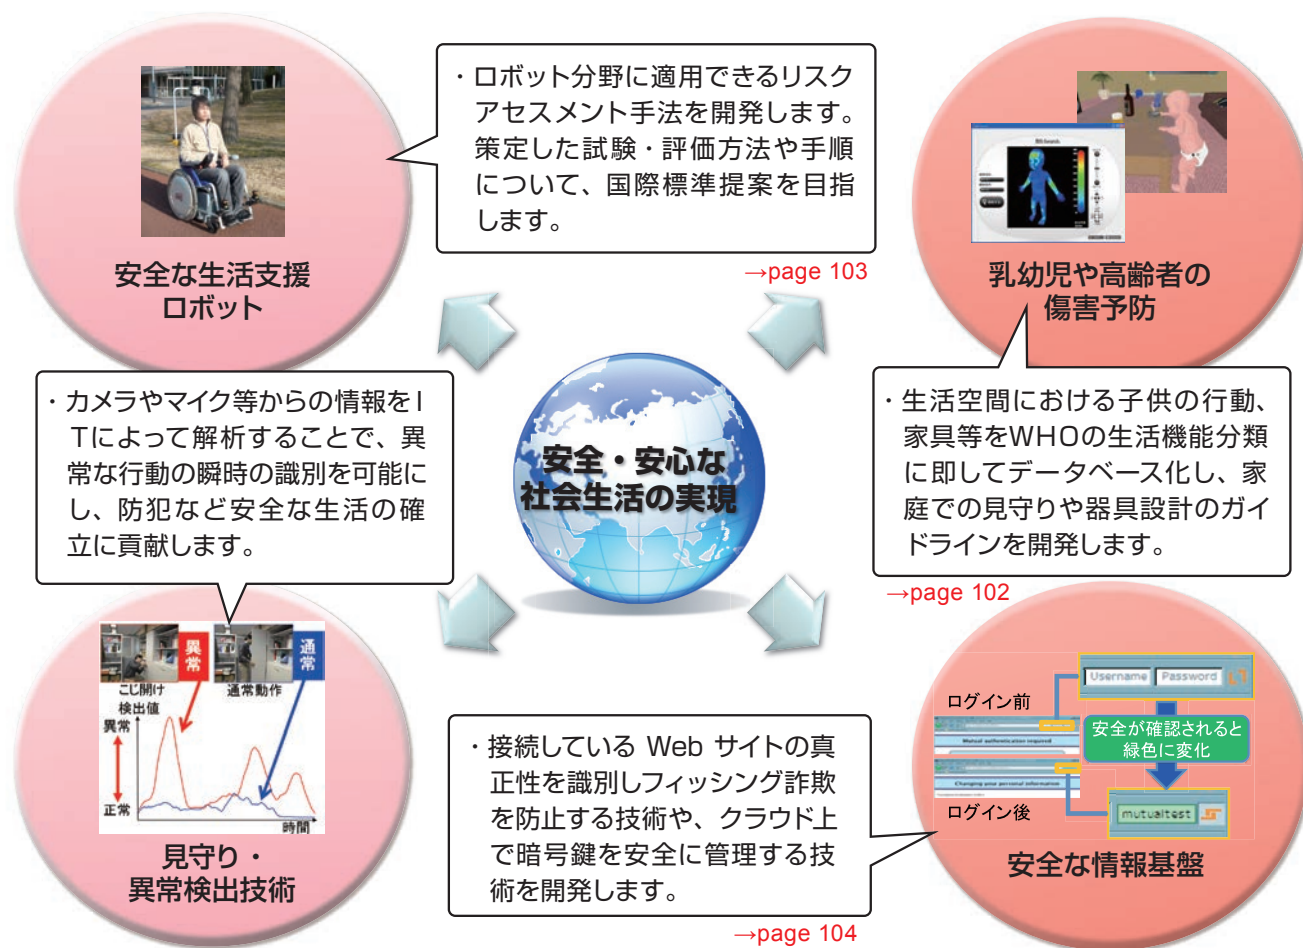 ・ロボット分野に適用できるリスク
アセスメント手法を開発します。
策定した試験・評価方法や手順
について、国際標準提案を目指
します。
→page 103
安全な生活支援
ロボット
乳幼児や高齢者の
傷害予防
・カメラやマイク等からの情報をI
Tによって解析することで、異
常な行動の瞬時の識別を可能に
し、防犯など安全な生活の確
立に貢献します。
安全・安心な
社会生活の実現
・生活空間における子供の行動、
家具等をWHOの生活機能分類
に即してデータベース化し、家
庭での見守りや器具設計のガイ
ドラインを開発します。
→page 102
異常
通常
こじ開け
通常動作
検出値
異常
正常
時間
見守り・
異常検出技術
・接続している Web サイトの真
正性を識別しフィッシング詐欺
を防止する技術や、クラウド上
で暗号鍵を安全に管理する技
術を開発します。
→page 104
Username
Password
ログイン前
Mutual authentication required
安全が確認されると
緑色に変化
Changing your personal information
ログイン後
mutualtest
安全な情報基盤